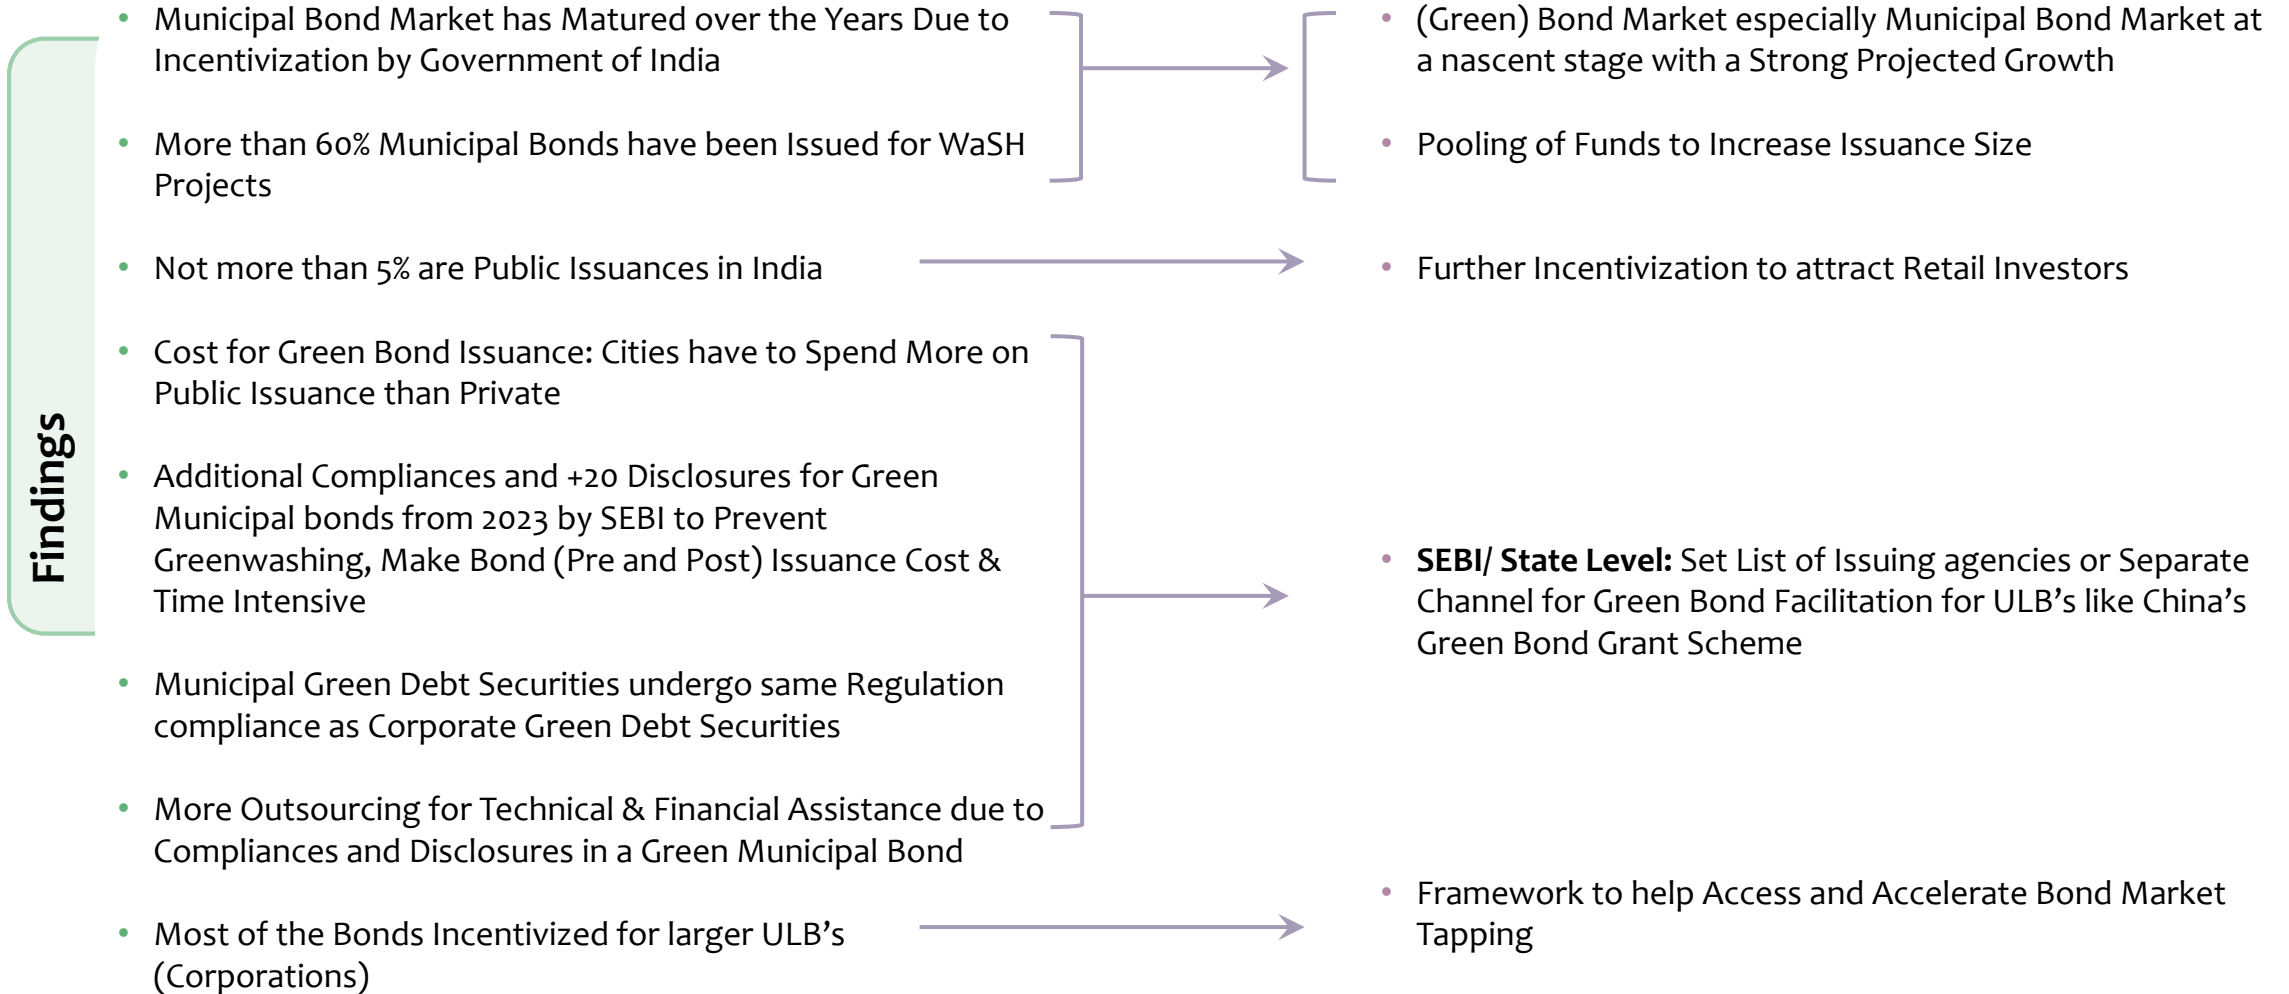 Findings
• Municipal Bond Market has Matured over the Years Due to
Incentivization by Government of India
• More than 60% Municipal Bonds have been Issued for WaSH
Projects
• Not more than 5% are Public Issuances in India
• Cost for Green Bond Issuance: Cities have to Spend More on
Public Issuance than Private
• Additional Compliances and +20 Disclosures for Green
Municipal bonds from 2023 by SEBI to Prevent
Greenwashing, Make Bond (Pre and Post) Issuance Cost &
Time Intensive
• Municipal Green Debt Securities undergo same Regulation
compliance as Corporate Green Debt Securities
• More Outsourcing for Technical & Financial Assistance due to
Compliances and Disclosures in a Green Municipal Bond
• Most of the Bonds Incentivized for larger ULB’s
(Corporations)
• (Green) Bond Market especially Municipal Bond Market at
a nascent stage with a Strong Projected Growth
• Pooling of Funds to Increase Issuance Size
• Further Incentivization to attract Retail Investors
• SEBI/ State Level: Set List of Issuing agencies or Separate
Channel for Green Bond Facilitation for ULB’s like China’s
Green Bond Grant Scheme
• Framework to help Access and Accelerate Bond Market
Tapping